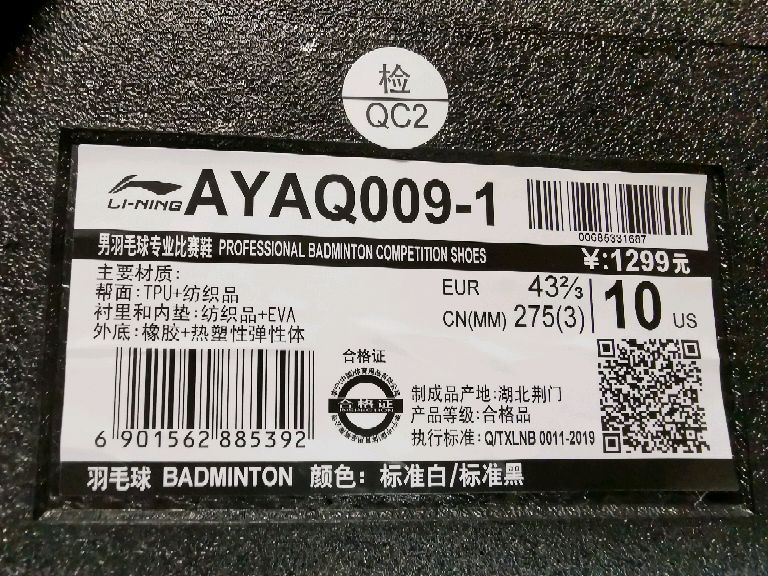 检
QC2
LI-NING AYAQ009-1
00085331687
男羽毛球专业比赛鞋 PROFESSIONAL BADMINTON COMPETITION SHOES
¥:1299元
主要材质:
帮面:TPU+纺织品
衬里和内垫:纺织品+EVA
外底:橡胶+热塑性弹性体
EUR 43⅔
CN(MM) 275(3)
10 US
6 901562 885392
合格证
合格证
制成品产地:湖北荆门
产品等级:合格品
执行标准:Q/TXLNB 0011-2019
羽毛球 BADMINTON 颜色: 标准白/标准黑